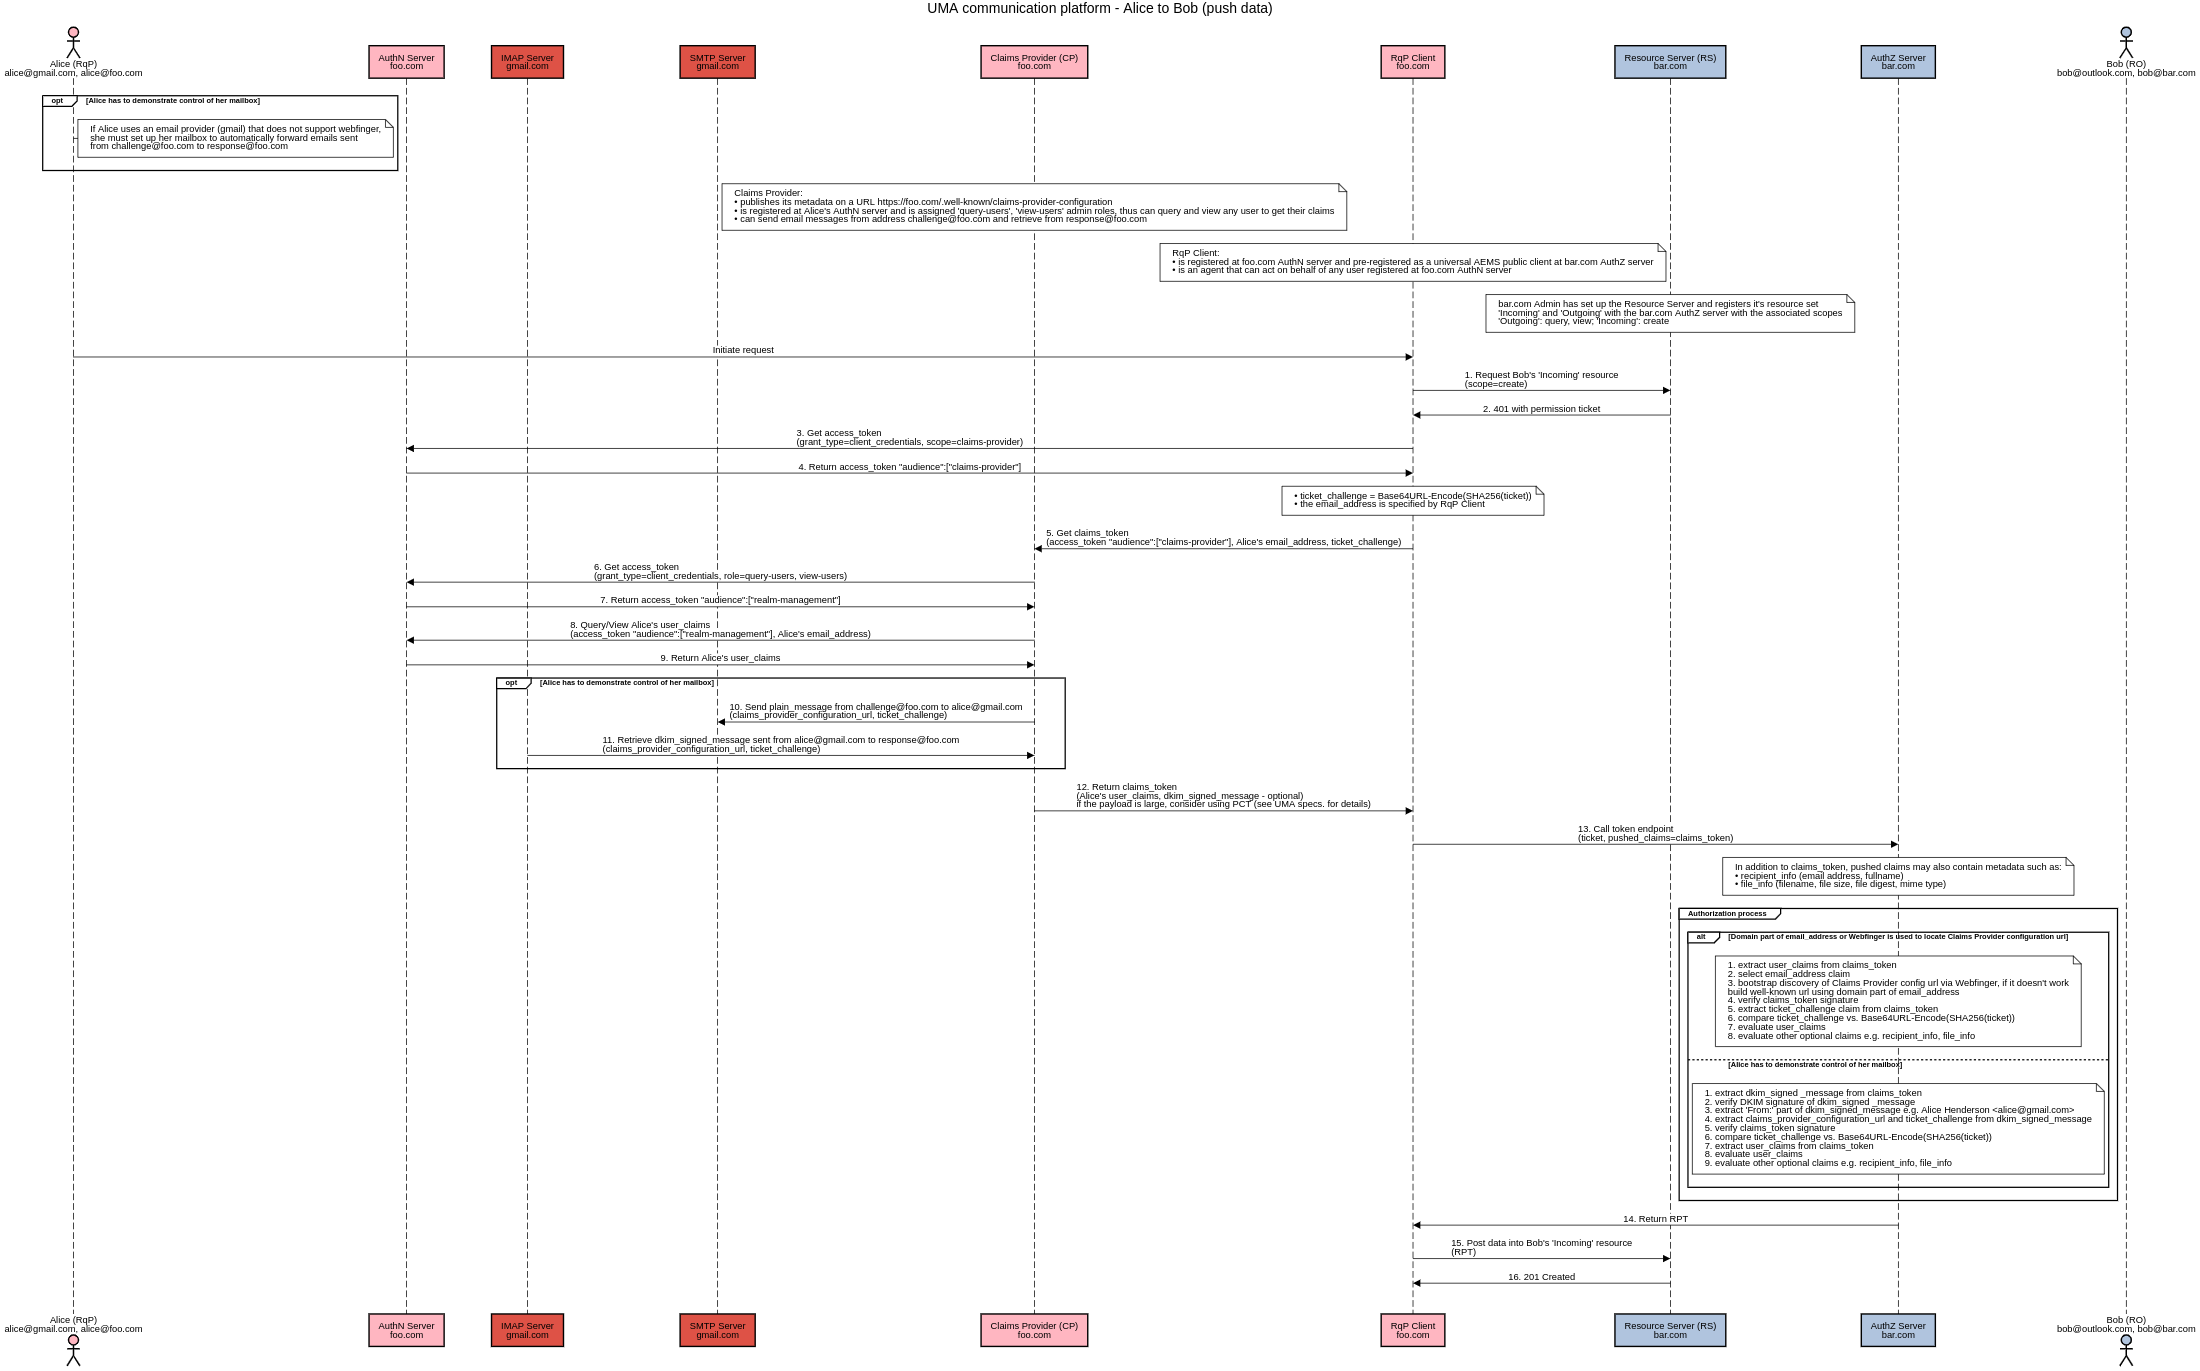 UMA communication platform - Alice to Bob (push data)
Alice (RqP)
alice@gmail.com, alice@foo.com
AuthN Server
foo.com
IMAP Server
gmail.com
SMTP Server
gmail.com
Claims Provider (CP)
foo.com
RqP Client
foo.com
Resource Server (RS)
bar.com
AuthZ Server
bar.com
Bob (RO)
bob@outlook.com, bob@bar.com
opt
[Alice has to demonstrate control of her mailbox]
If Alice uses an email provider (gmail) that does not support webfinger,
she must set up her mailbox to automatically forward emails sent
from challenge@foo.com to response@foo.com
Claims Provider:
• publishes its metadata on a URL https://foo.com/.well-known/claims-provider-configuration
• is registered at Alice's AuthN server and is assigned 'query-users', 'view-users' admin roles, thus can query and view any user to get their claims
• can send email messages from address challenge@foo.com and retrieve from response@foo.com
RqP Client:
• is registered at foo.com AuthN server and pre-registered as a universal AEMS public client at bar.com AuthZ server
• is an agent that can act on behalf of any user registered at foo.com AuthN server
bar.com Admin has set up the Resource Server and registers it's resource set
'Incoming' and 'Outgoing' with the bar.com AuthZ server with the associated scopes
'Outgoing': query, view; 'Incoming': create
Initiate request
1. Request Bob's 'Incoming' resource
(scope=create)
2. 401 with permission ticket
3. Get access_token
(grant_type=client_credentials, scope=claims-provider)
4. Return access_token "audience":["claims-provider"]
• ticket_challenge = Base64URL-Encode(SHA256(ticket))
• the email_address is specified by RqP Client
5. Get claims_token
(access_token "audience":["claims-provider"], Alice's email_address, ticket_challenge)
6. Get access_token
(grant_type=client_credentials, role=query-users, view-users)
7. Return access_token "audience":["realm-management"]
8. Query/View Alice's user_claims
(access_token "audience":["realm-management"], Alice's email_address)
9. Return Alice's user_claims
opt
[Alice has to demonstrate control of her mailbox]
10. Send plain_message from challenge@foo.com to alice@gmail.com
(claims_provider_configuration_url, ticket_challenge)
11. Retrieve dkim_signed_message sent from alice@gmail.com to response@foo.com
(claims_provider_configuration_url, ticket_challenge)
12. Return claims_token
(Alice's user_claims, dkim_signed_message - optional)
if the payload is large, consider using PCT (see UMA specs. for details)
13. Call token endpoint
(ticket, pushed_claims=claims_token)
In addition to claims_token, pushed claims may also contain metadata such as:
• recipient_info (email address, fullname)
• file_info (filename, file size, file digest, mime type)
Authorization process
alt
[Domain part of email_address or Webfinger is used to locate Claims Provider configuration url]
1. extract user_claims from claims_token
2. select email_address claim
3. bootstrap discovery of Claims Provider config url via Webfinger, if it doesn't work
build well-known url using domain part of email_address
4. verify claims_token signature
5. extract ticket_challenge claim from claims_token
6. compare ticket_challenge vs. Base64URL-Encode(SHA256(ticket))
7. evaluate user_claims
8. evaluate other optional claims e.g. recipient_info, file_info
[Alice has to demonstrate control of her mailbox]
1. extract dkim_signed _message from claims_token
2. verify DKIM signature of dkim_signed _message
3. extract 'From:' part of dkim_signed_message e.g. Alice Henderson <alice@gmail.com>
4. extract claims_provider_configuration_url and ticket_challenge from dkim_signed_message
5. verify claims_token signature
6. compare ticket_challenge vs. Base64URL-Encode(SHA256(ticket))
7. extract user_claims from claims_token
8. evaluate user_claims
9. evaluate other optional claims e.g. recipient_info, file_info
14. Return RPT
15. Post data into Bob's 'Incoming' resource
(RPT)
16. 201 Created
Alice (RqP)
alice@gmail.com, alice@foo.com
AuthN Server
foo.com
IMAP Server
gmail.com
SMTP Server
gmail.com
Claims Provider (CP)
foo.com
RqP Client
foo.com
Resource Server (RS)
bar.com
AuthZ Server
bar.com
Bob (RO)
bob@outlook.com, bob@bar.com